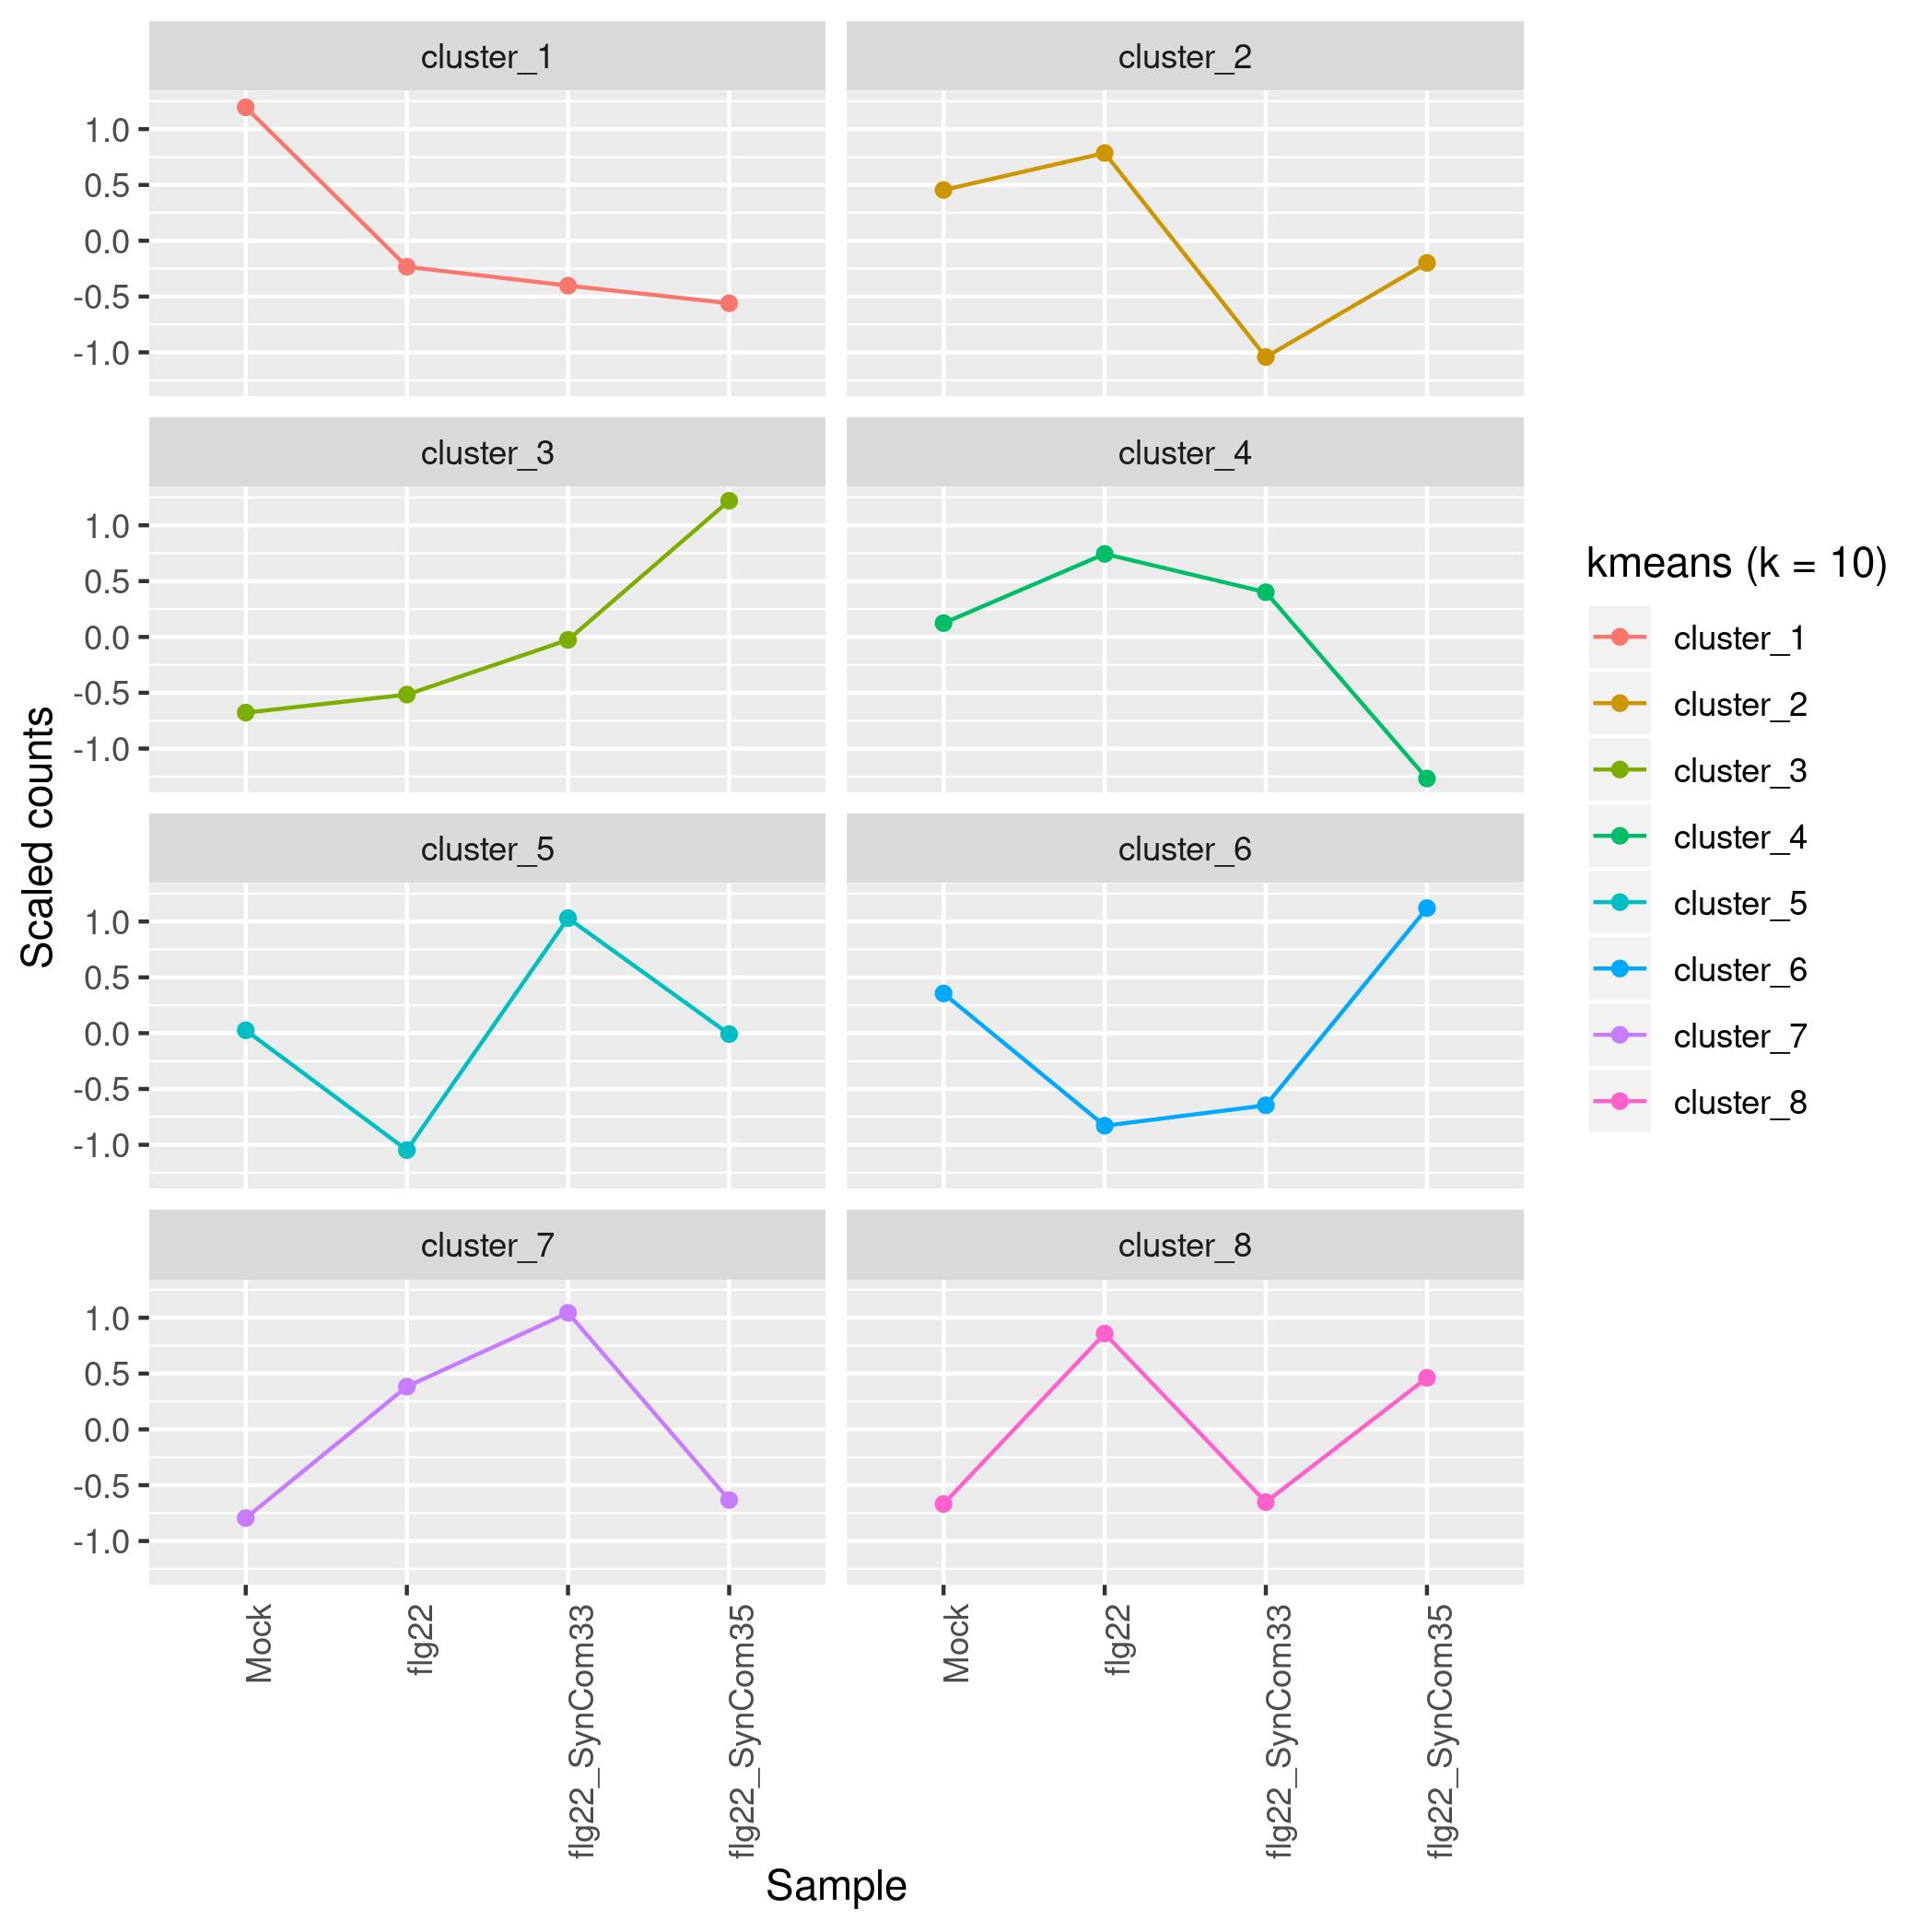 cluster_1
cluster_2
1.0
0.5
0.0
-0.5
-1.0
cluster_3
cluster_4
1.0
0.5
0.0
-0.5
-1.0
cluster_5
cluster_6
1.0
0.5
0.0
-0.5
-1.0
cluster_7
cluster_8
1.0
0.5
0.0
-0.5
-1.0
Scaled counts
Mock
flg22
flg22_SynCom33
flg22_SynCom35
Mock
flg22
flg22_SynCom33
flg22_SynCom35
Sample
kmeans (k = 10)
cluster_1
cluster_2
cluster_3
cluster_4
cluster_5
cluster_6
cluster_7
cluster_8